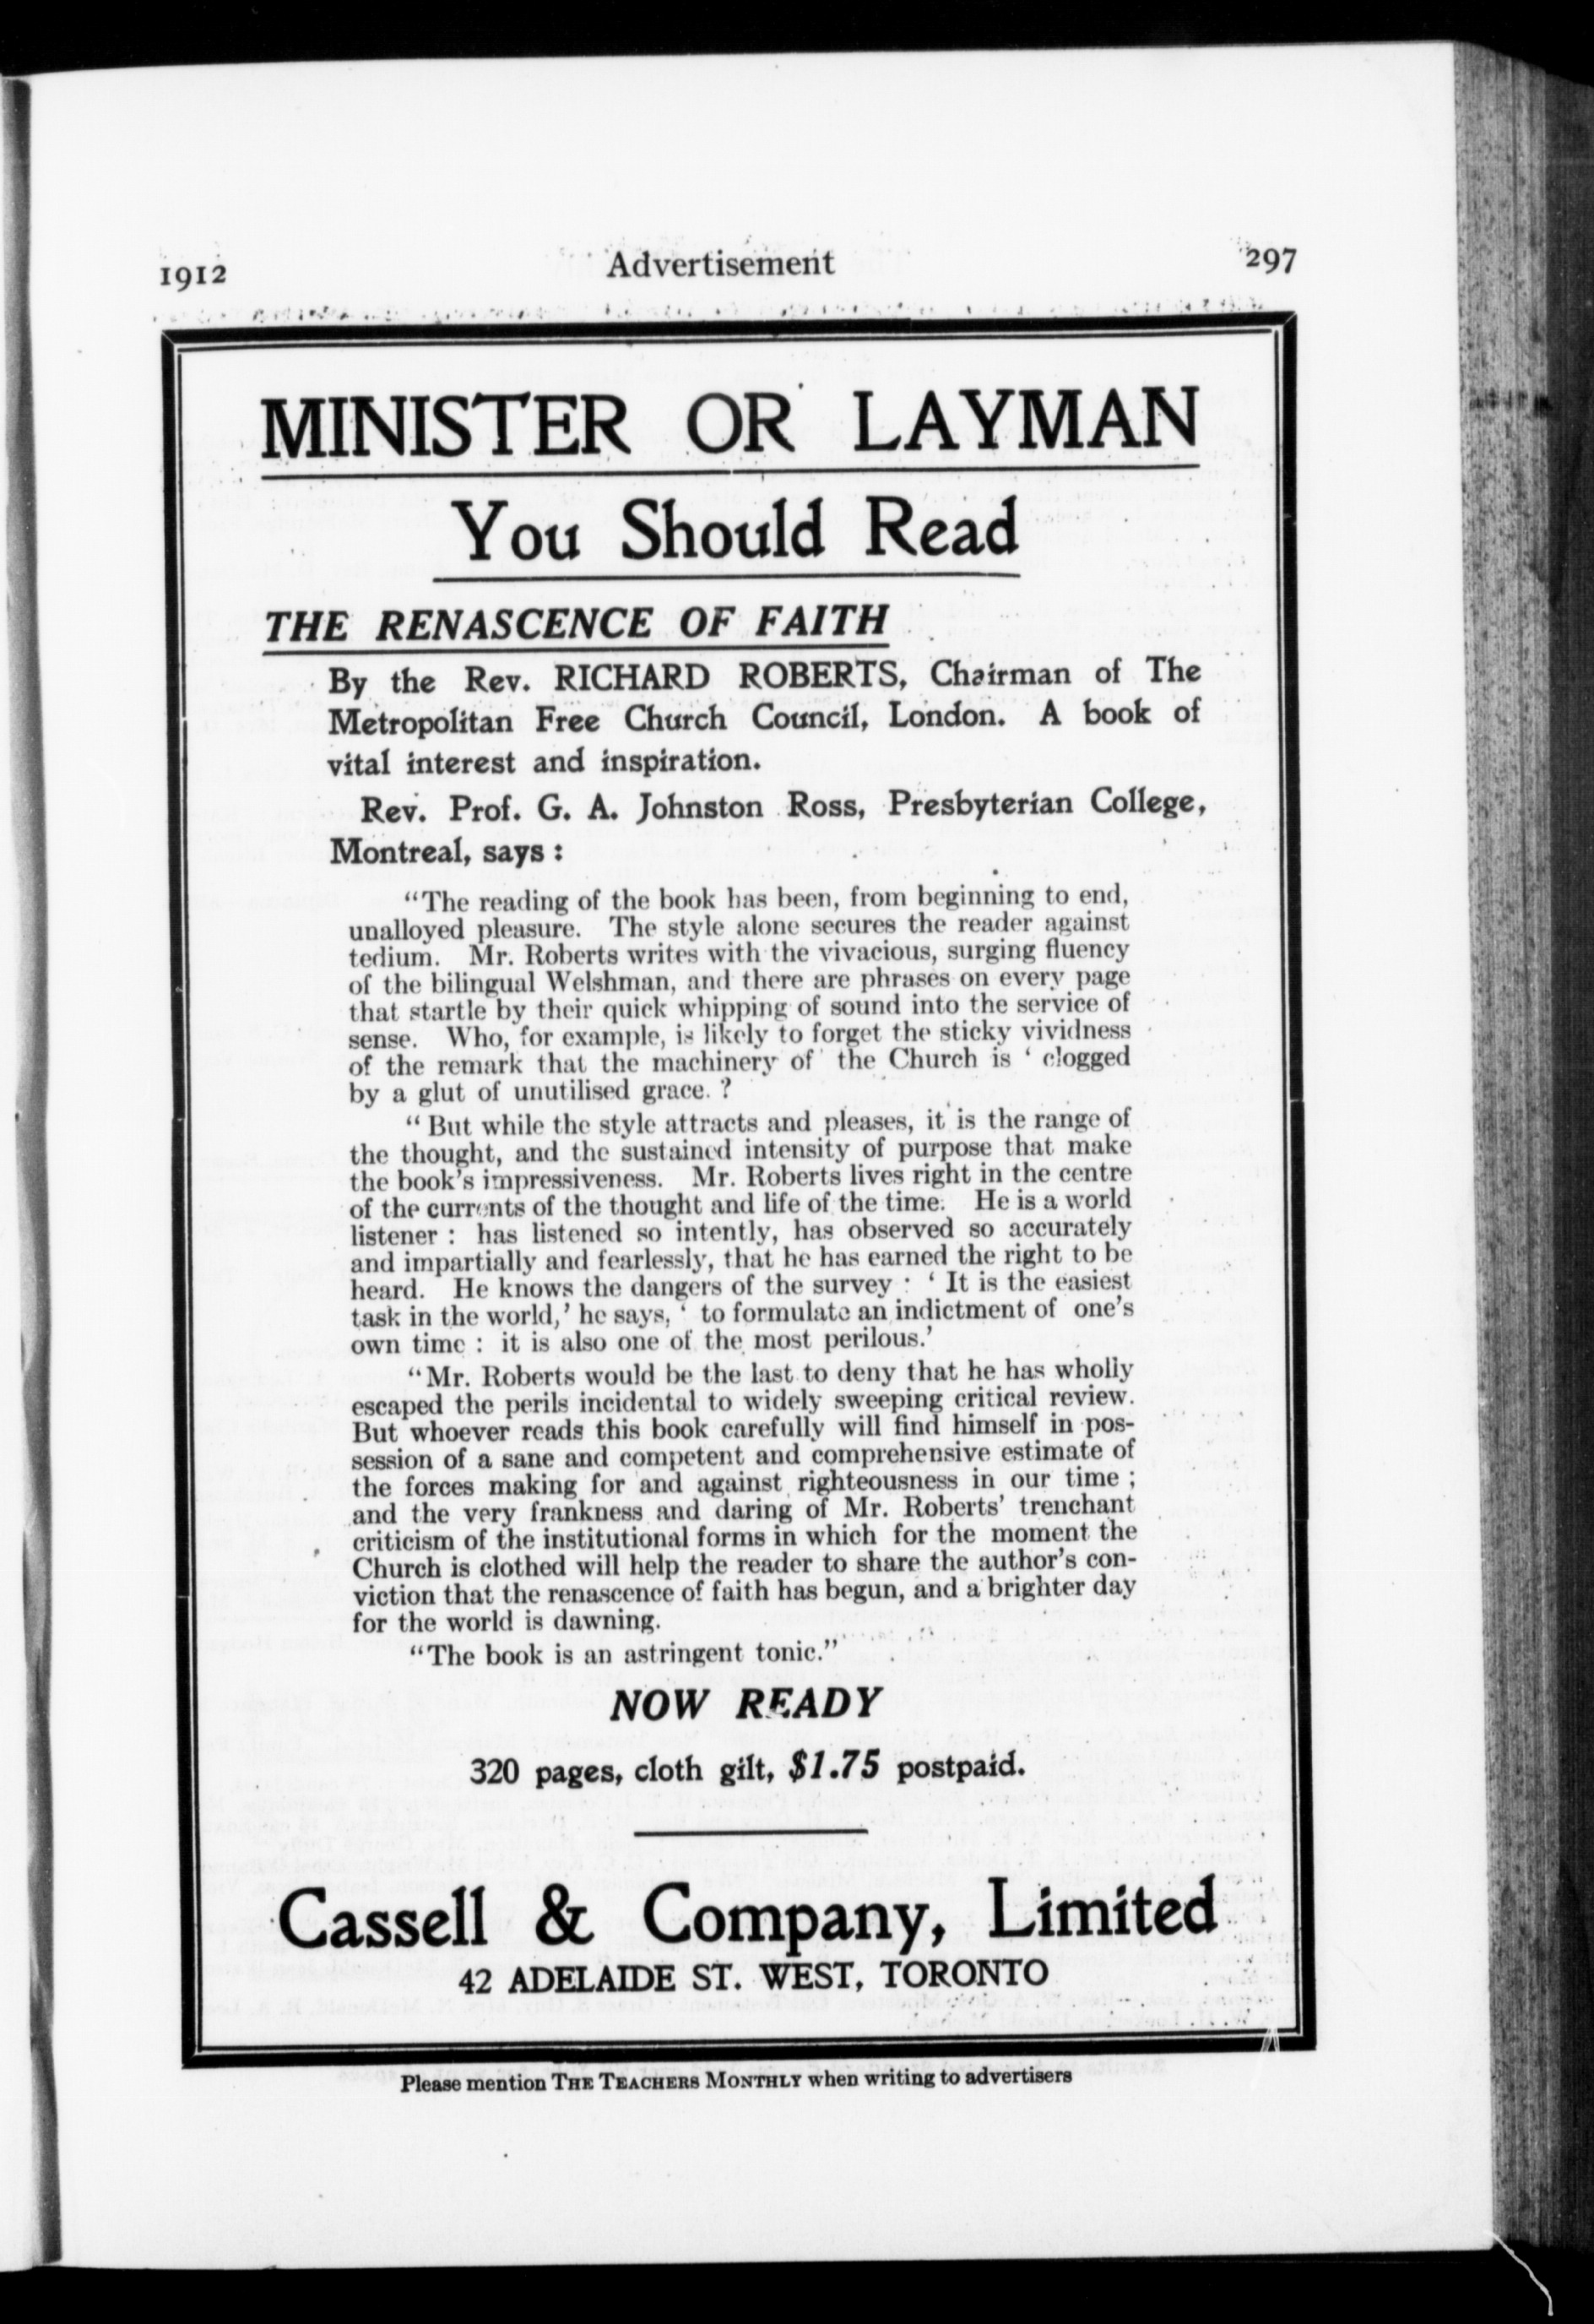 1912 Advertisement 297
MINISTER OR LAYMAN
You Should Read
THE RENASCENCE OF FAITH
By the Rev. RICHARD ROBERTS, Chairman of The
Metropolitan Free Church Council, London. A book of
vital interest and inspiration.
Rev. Prof. G. A. Johnston Ross, Presbyterian College,
Montreal, says :
“The reading of the book has been, from beginning to end,
unalloyed pleasure. The style alone secures the reader against
tedium. Mr. Roberts writes with the vivacious, surging fluency
of the bilingual Welshman, and there are phrases on every page
that startle by their quick whipping of sound into the service of
sense. Who, for example, is likely to forget the sticky vividness
of the remark that the machinery of the Church is ‘ clogged
by a glut of unutilised grace. ?
“ But while the style attracts and pleases, it is the range of
the thought, and the sustained intensity of purpose that make
the book’s impressiveness. Mr. Roberts lives right in the centre
of the currents of the thought and life of the time. He is a world
listener : has listened so intently, has observed so accurately
and impartially and fearlessly, that he has earned the right to be
heard. He knows the dangers of the survey : ‘ It is the easiest
task in the world,’ he says, ‘ to formulate an indictment of one’s
own time : it is also one of the most perilous.’
“Mr. Roberts would be the last to deny that he has wholly
escaped the perils incidental to widely sweeping critical review.
But whoever reads this book carefully will find himself in pos-
session of a sane and competent and comprehensive estimate of
the forces making for and against righteousness in our time ;
and the very frankness and daring of Mr. Roberts’ trenchant
criticism of the institutional forms in which for the moment the
Church is clothed will help the reader to share the author’s con-
viction that the renascence of faith has begun, and a brighter day
for the world is dawning.
“The book is an astringent tonic.”
NOW READY
320 pages, cloth gilt, $1.75 postpaid.
Cassell & Company, Limited
42 ADELAIDE ST. WEST, TORONTO
Please mention THE TEACHERS MONTHLY when writing to advertisers